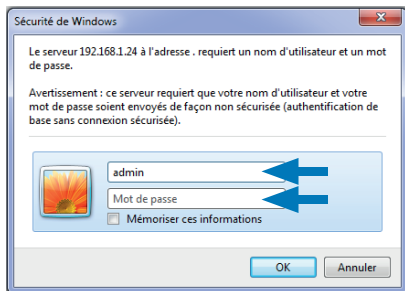 Sécurité de Windows
Le serveur 192.168.1.24 à l'adresse . requiert un nom d'utilisateur et un mot
de passe.
Avertissement : ce serveur requiert que votre nom d'utilisateur et votre
mot de passe soient envoyés de façon non sécurisée (authentification de
base sans connexion sécurisée).
admin
Mot de passe
Mémoriser ces informations
OK
Annuler